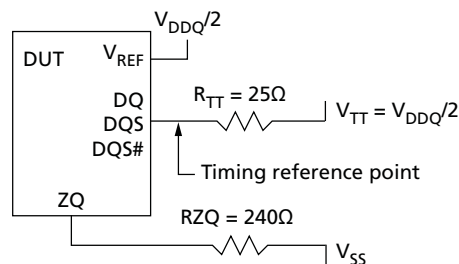 V_DDQ/2
DUT
V_REF
DQ
DQS
DQS#
R_TT = 25Ω
V_TT = V_DDQ/2
Timing reference point
ZQ
RZQ = 240Ω
V_SS